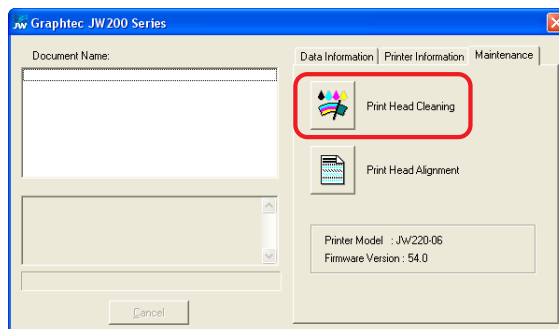 JW Graphtec JW200 Series
Document Name:
Data Information Printer Information Maintenance
Print Head Cleaning
Print Head Alignment
Printer Model : JW220-06
Firmware Version : 54.0
Cancel